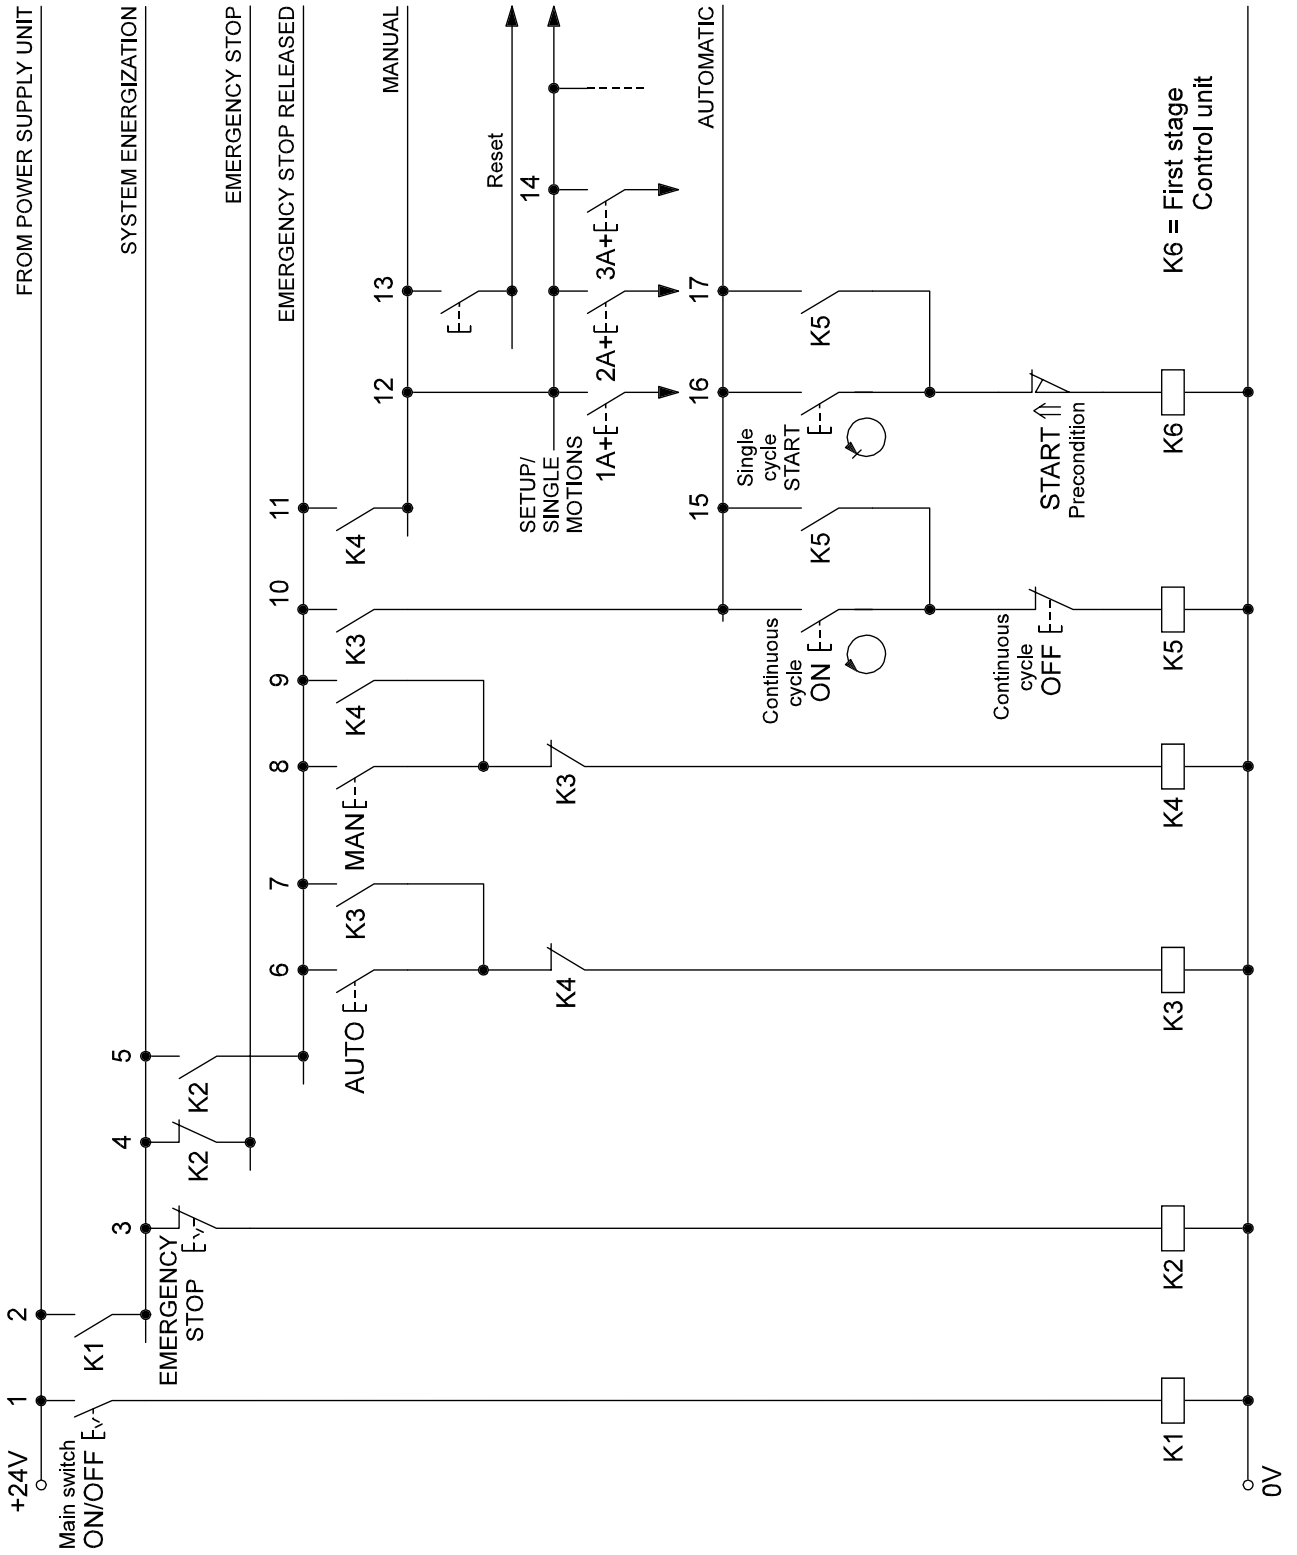 FROM POWER SUPPLY UNIT
SYSTEM ENERGIZATION
EMERGENCY STOP
EMERGENCY STOP RELEASED
MANUAL
AUTOMATIC
+24V
1
2
3
4
5
6
7
8
9
10
11
12
13
14
15
16
17
Main switch
ON/OFF
K1
EMERGENCY
STOP
K2
K2
AUTO
K3
MAN
K4
K3
K4
K4
K3
Reset
SETUP/
SINGLE
MOTIONS
1A+
2A+
3A+
Continuous
cycle
ON
K5
Single
cycle
START
K5
Continuous
cycle
OFF
START
Precondition
K1
K2
K3
K4
K5
K6
K6 = First stage
Control unit
0V